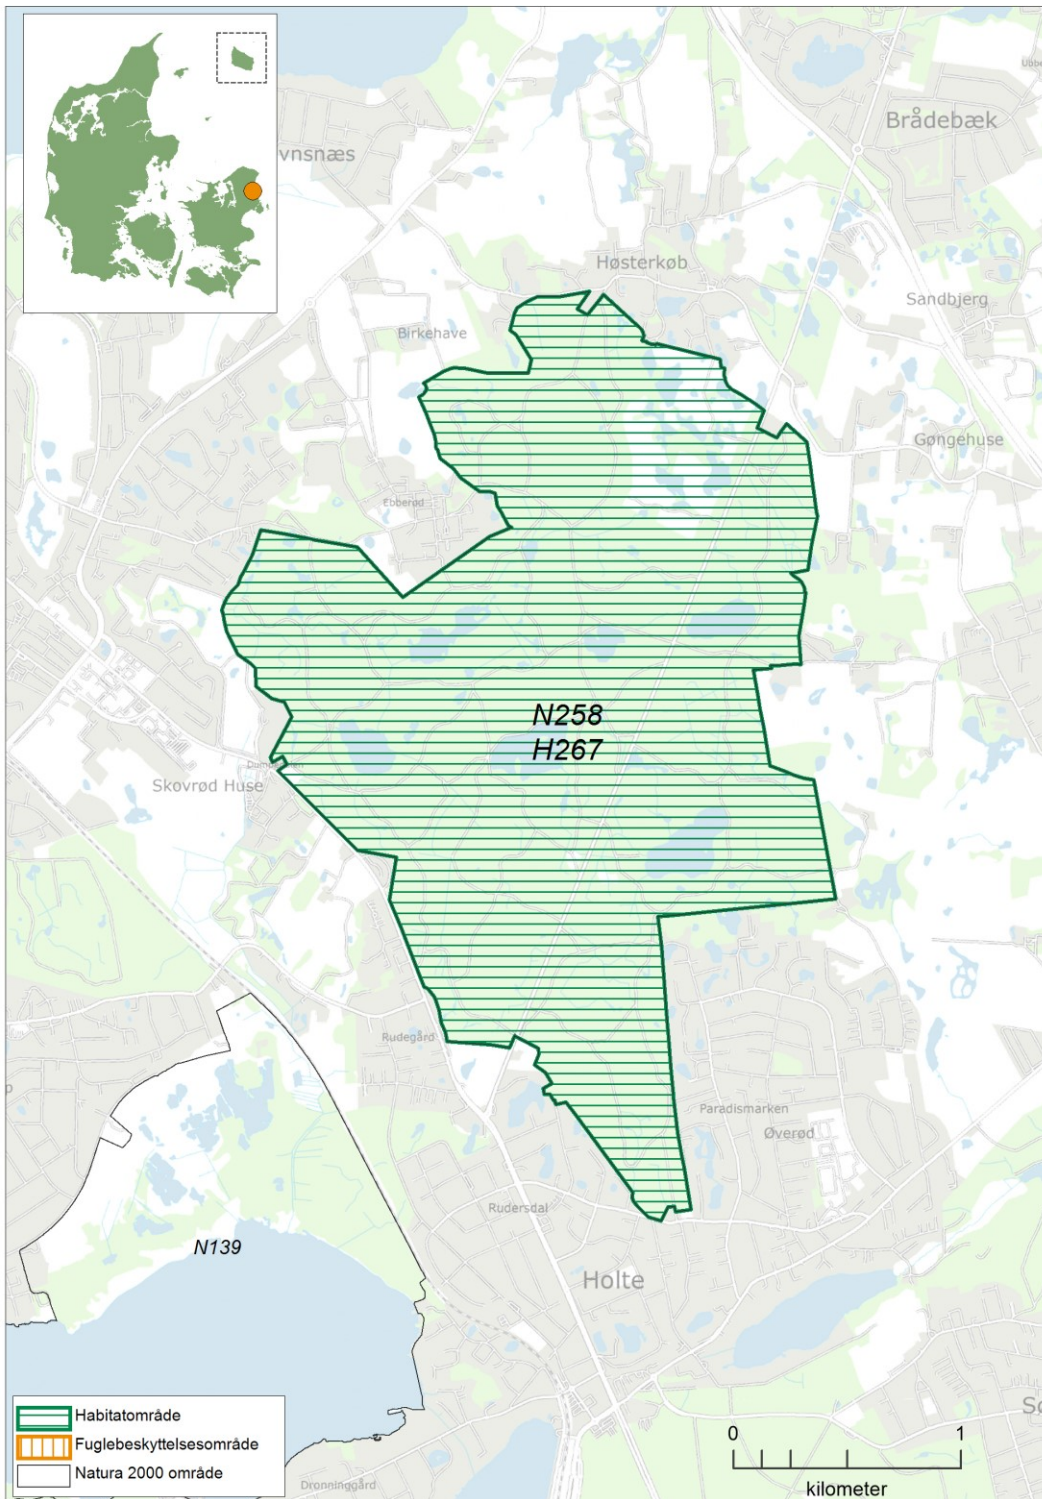 Brådebæk
vnsnæs
Høsterkøb
Sandbjerg
Birkehave
Gøngehuse
Ebberød
N258
H267
Skovrød Huse
Rudegård
Paradismarken
Øverød
Rudersdal
N139
Holte
Habitatområde
Fuglebeskyttelsesområde
Natura 2000 område
Dronninggård
0 1
kilometer